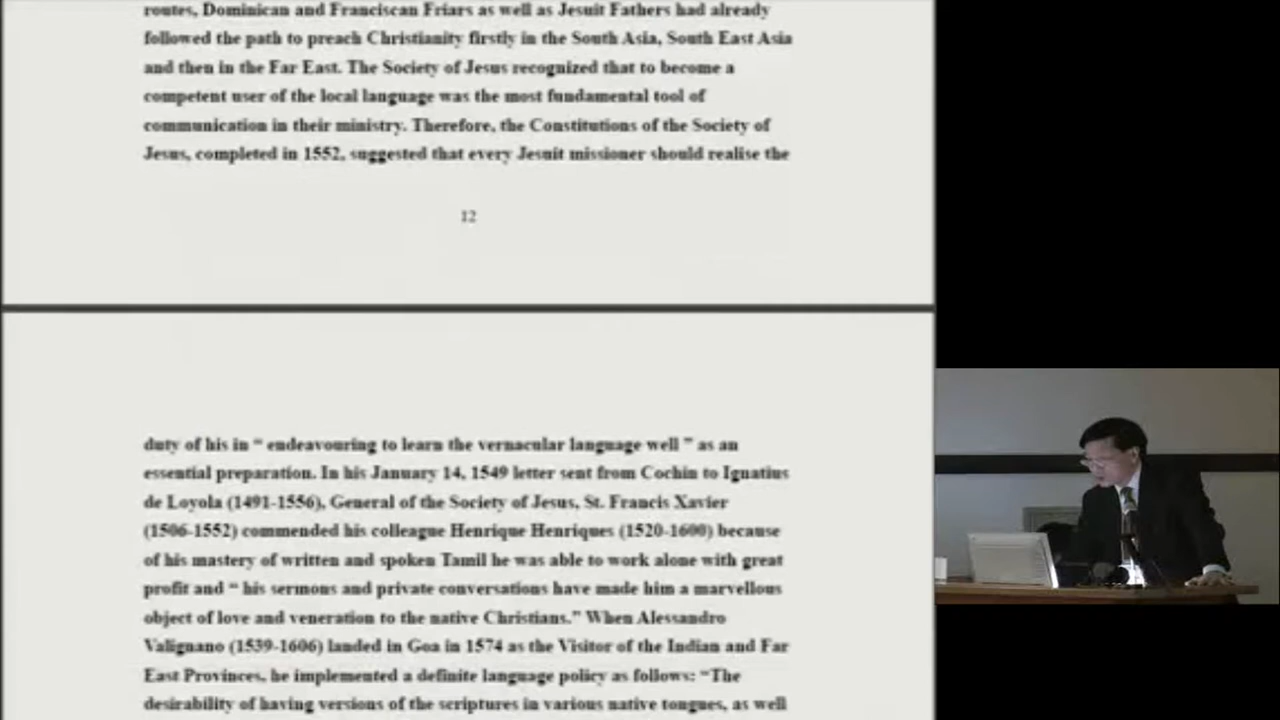 routes, Dominican and Franciscan Friars as well as Jesuit Fathers had already
followed the path to preach Christianity firstly in the South Asia, South East Asia
and then in the Far East. The Society of Jesus recognized that to become a
competent user of the local language was the most fundamental tool of
communication in their ministry. Therefore, the Constitutions of the Society of
Jesus, completed in 1552, suggested that every Jesuit missioner should realise the
12
duty of his in “ endeavouring to learn the vernacular language well ” as an
essential preparation. In his January 14, 1549 letter sent from Cochin to Ignatius
de Loyola (1491-1556), General of the Society of Jesus, St. Francis Xavier
(1506-1552) commended his colleague Henrique Henriques (1520-1600) because
of his mastery of written and spoken Tamil he was able to work alone with great
profit and “ his sermons and private conversations have made him a marvellous
object of love and veneration to the native Christians.” When Alessandro
Valignano (1539-1606) landed in Goa in 1574 as the Visitor of the Indian and Far
East Provinces, he implemented a definite language policy as follows: “The
desirability of having versions of the scriptures in various native tongues, as well